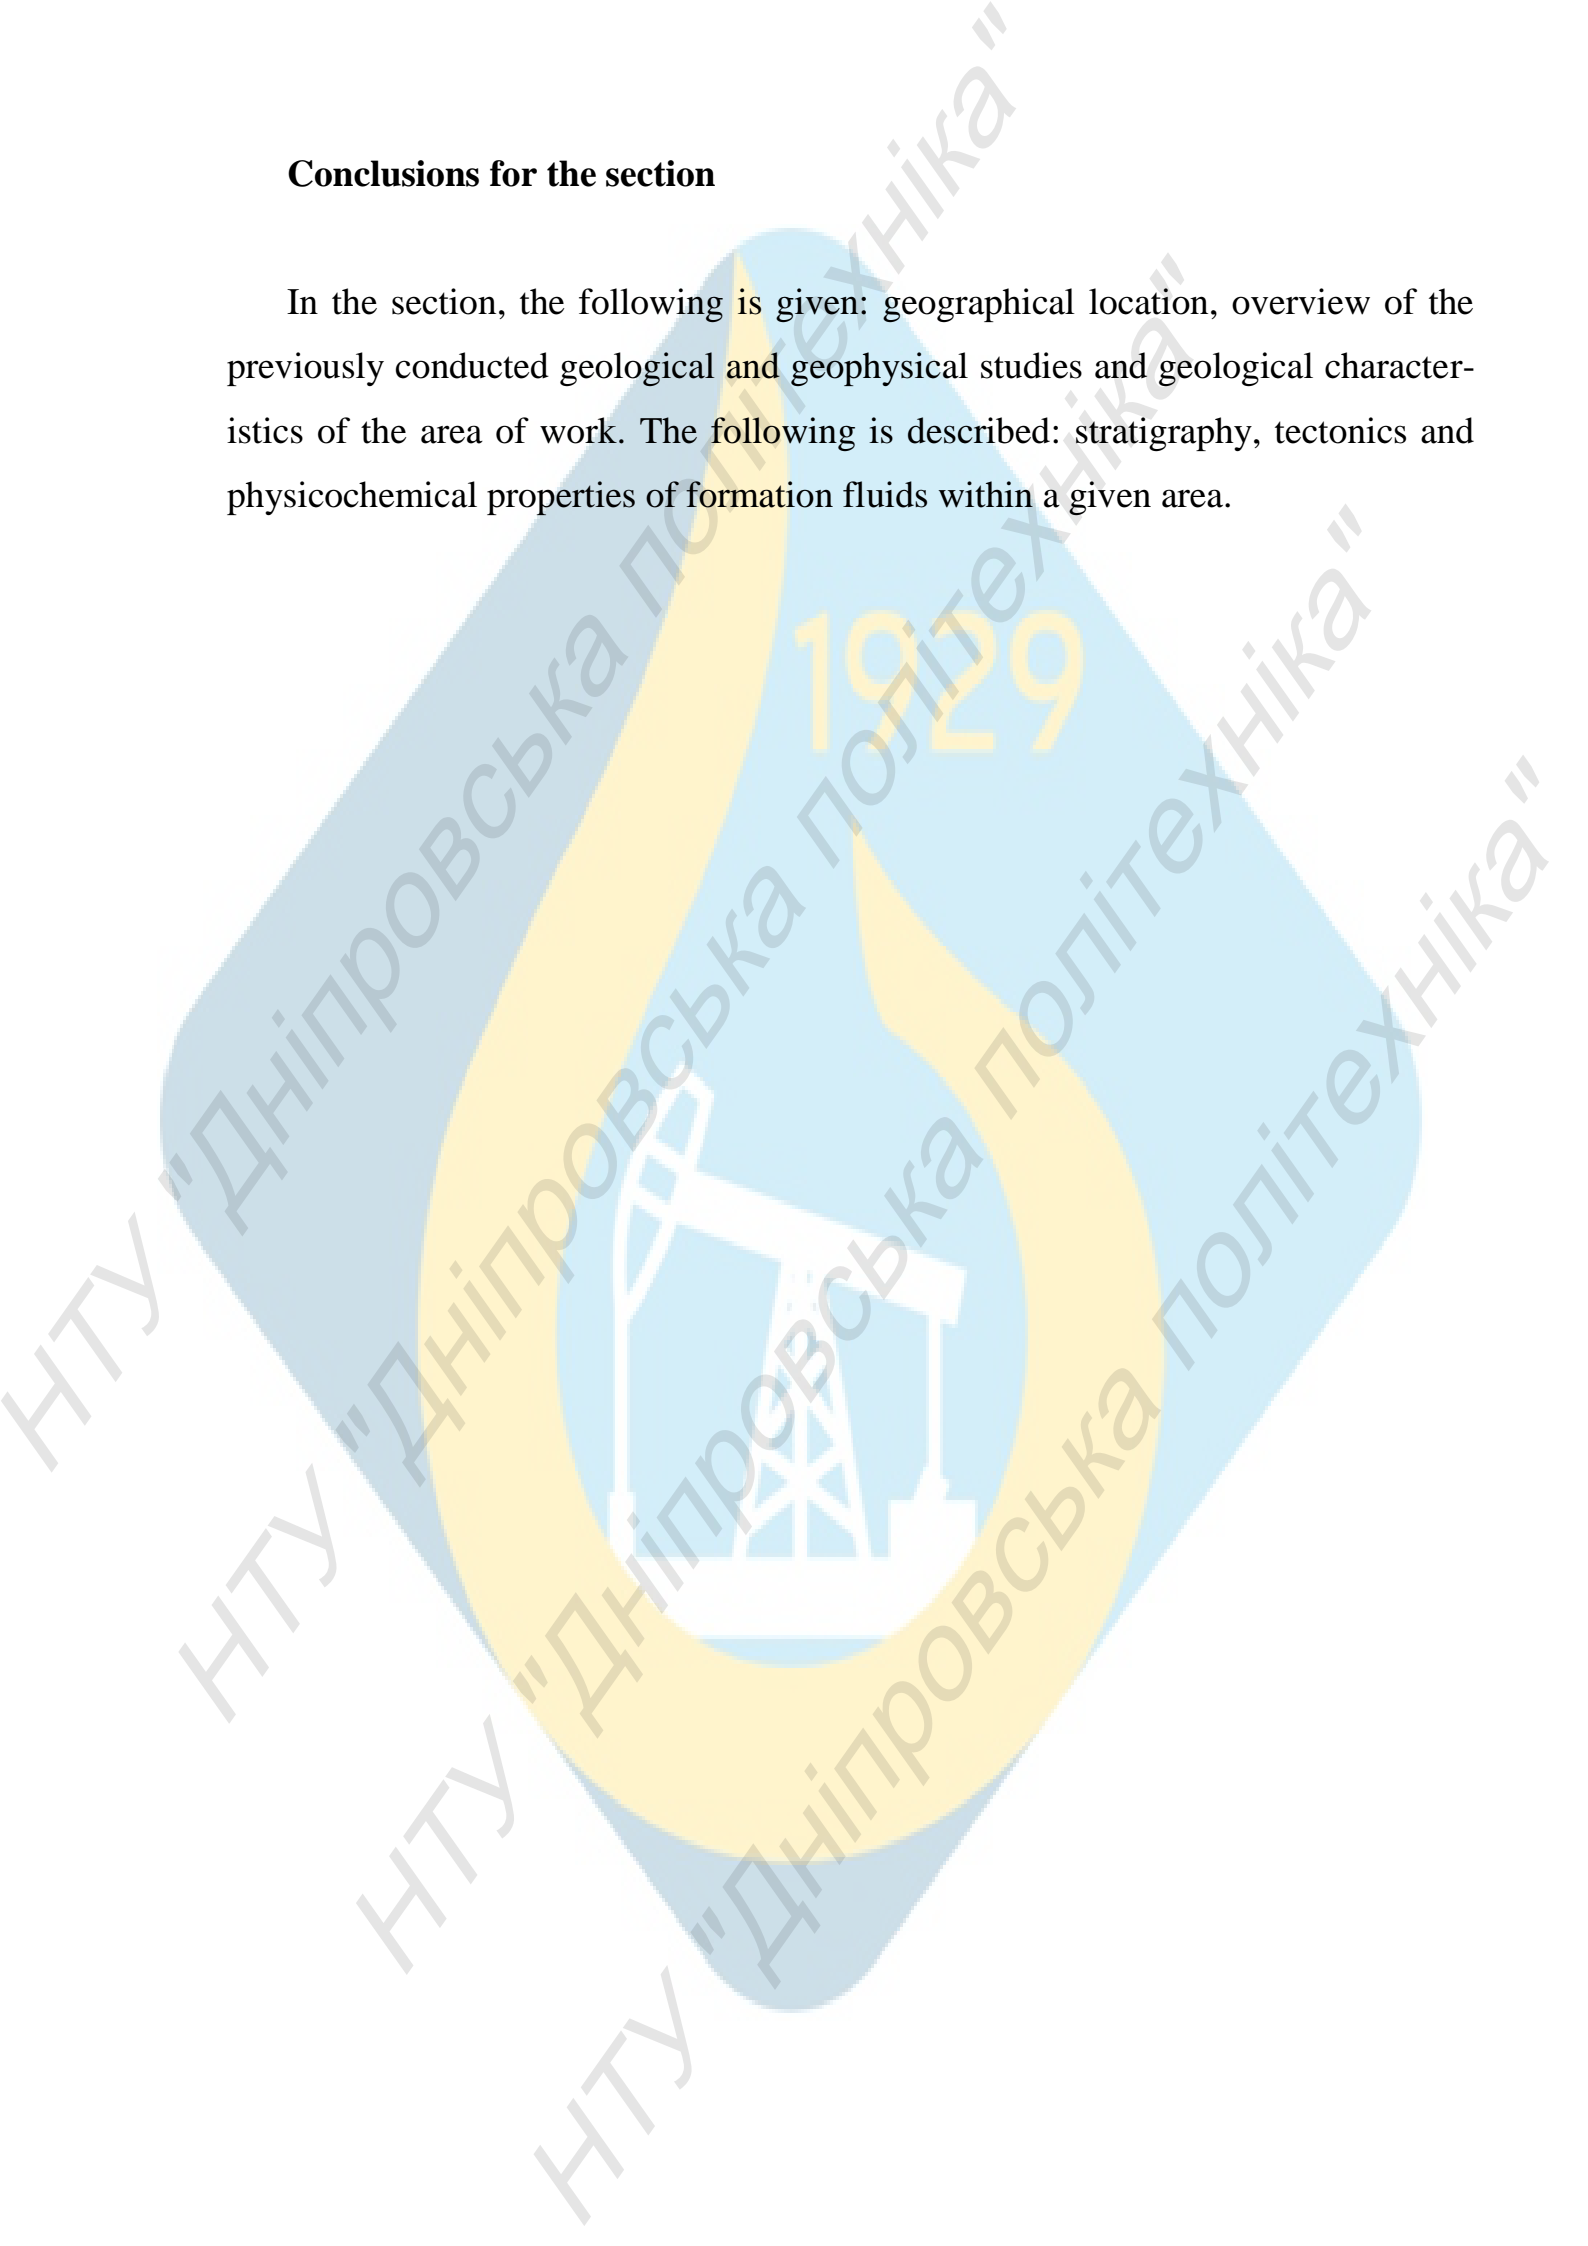 Conclusions for the section
In the section, the following is given: geographical location, overview of the
previously conducted geological and geophysical studies and geological character-
istics of the area of work. The following is described: stratigraphy, tectonics and
physicochemical properties of formation fluids within a given area.
1929
НТУ "Дніпровська політехніка"
НТУ "Дніпровська політехніка"
НТУ "Дніпровська політехніка"
НТУ "Дніпровська політехніка"